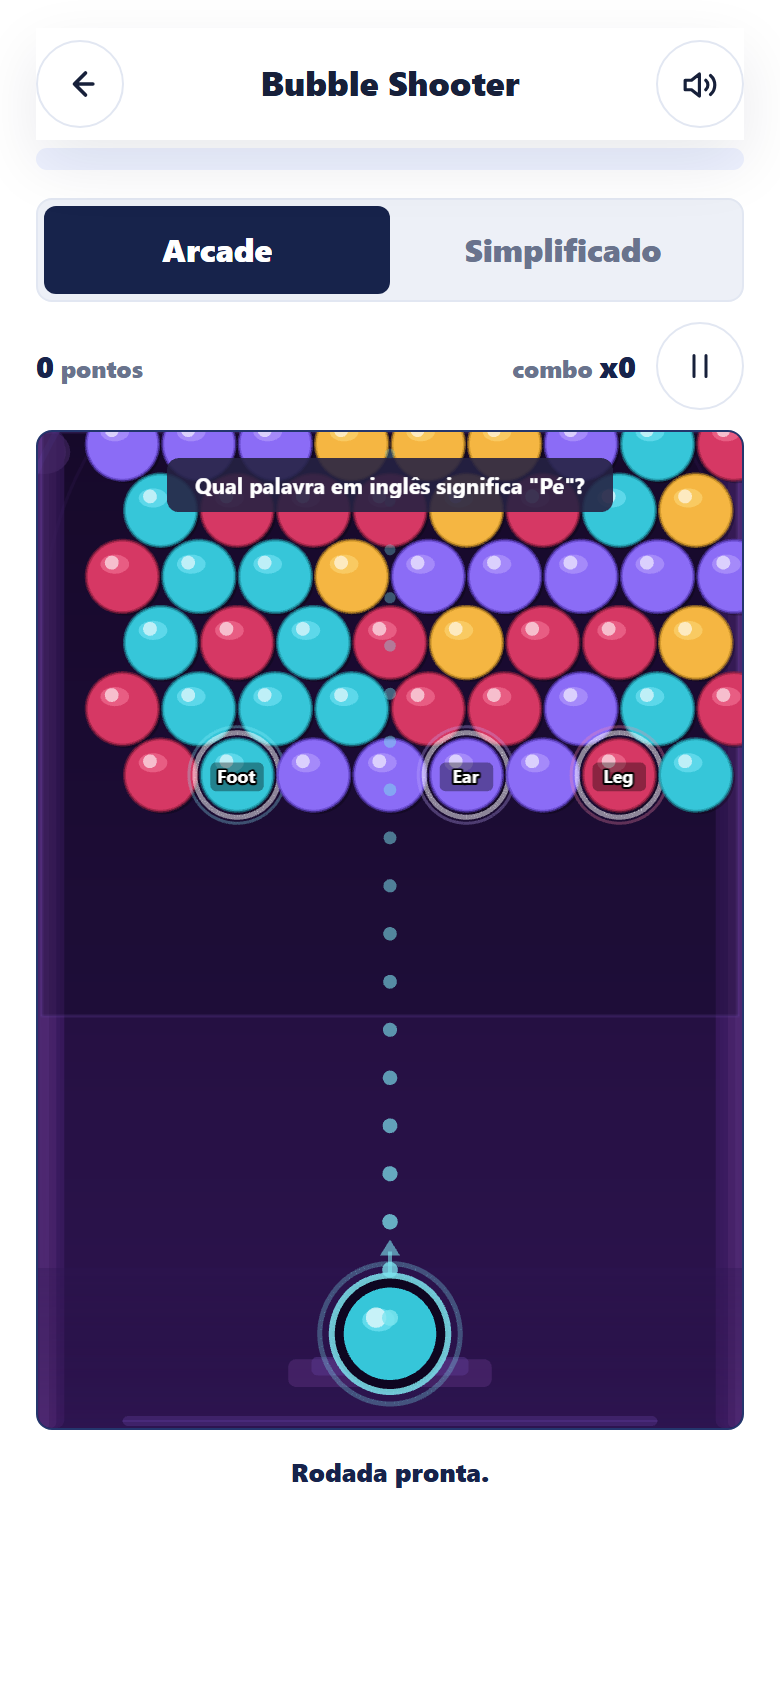 Bubble Shooter
Arcade
Simplificado
0 pontos
combo x0
Qual palavra em inglês significa "Pé"?
Foot
Ear
Leg
Rodada pronta.